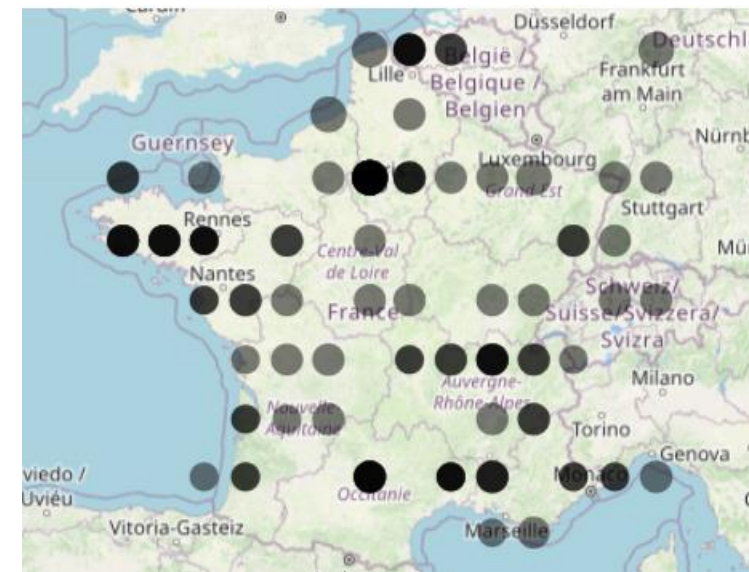 Düsseldorf
België /
Belgique /
Belgien
Deutschl
Lille
Frankfurt
am Main
Guernsey
Luxembourg
Nürnb
Grand Est
Stuttgart
Rennes
Centre-Val
de Loire
Mür
Nantes
France
Schweiz/
Suisse/Svizzera/
Svizra
Auvergne-
Rhône-Alpes
Milano
Nouvelle-
Aquitaine
Torino
Genova
viedo /
Uviéu
Occitanie
Monaco
Vitoria-Gasteiz
Marseille